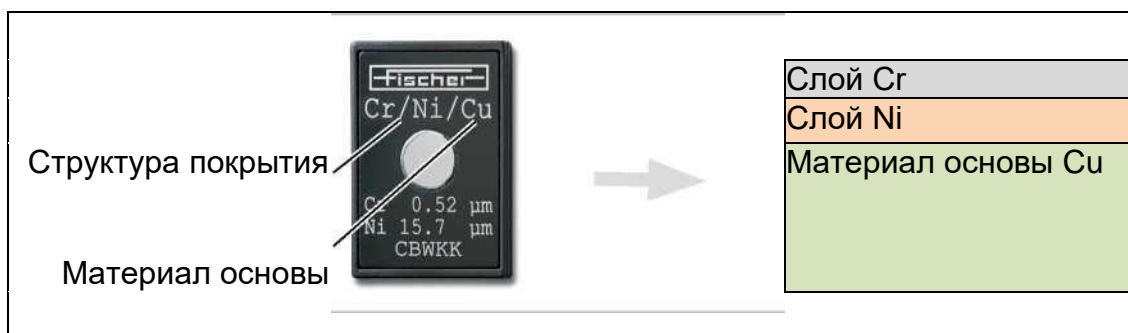 Fischer
Cr/Ni/Cu
Структура покрытия
Cr 0.52 µm
Ni 15.7 µm
CBWKK
Материал основы
Слой Cr
Слой Ni
Материал основы Cu